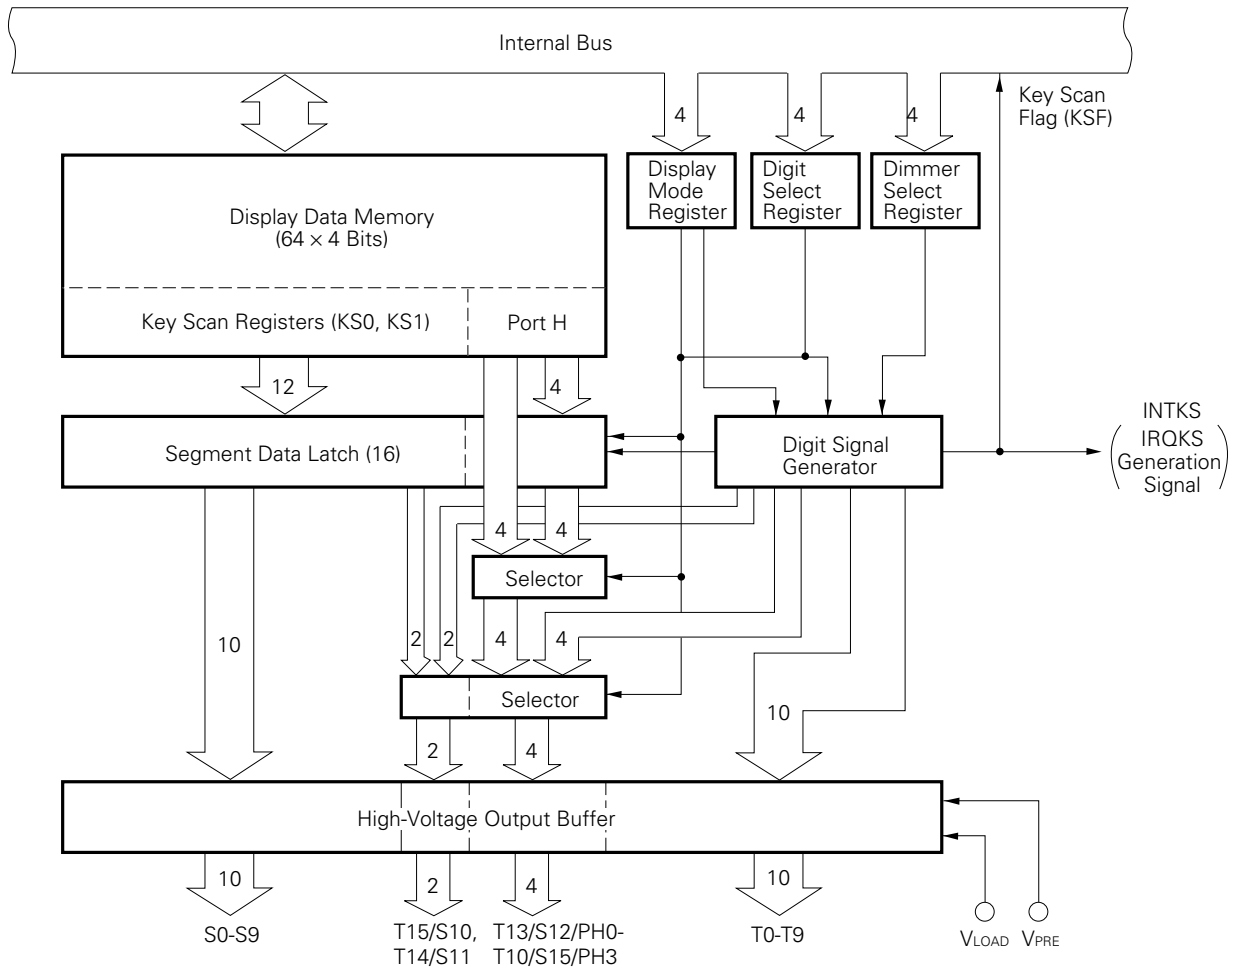 Internal Bus
Key Scan
Flag (KSF)
4
4
4
Display
Mode
Register
Digit
Select
Register
Dimmer
Select
Register
Display Data Memory
(64 × 4 Bits)
Key Scan Registers (KS0, KS1)
Port H
12
4
Segment Data Latch (16)
Digit Signal
Generator
INTKS
IRQKS
Generation
Signal
4
4
Selector
10
2
2
4
4
Selector
10
2
4
High-Voltage Output Buffer
10
2
4
10
S0-S9
T15/S10,
T14/S11
T13/S12/PH0-
T10/S15/PH3
T0-T9
VLOAD
VPRE